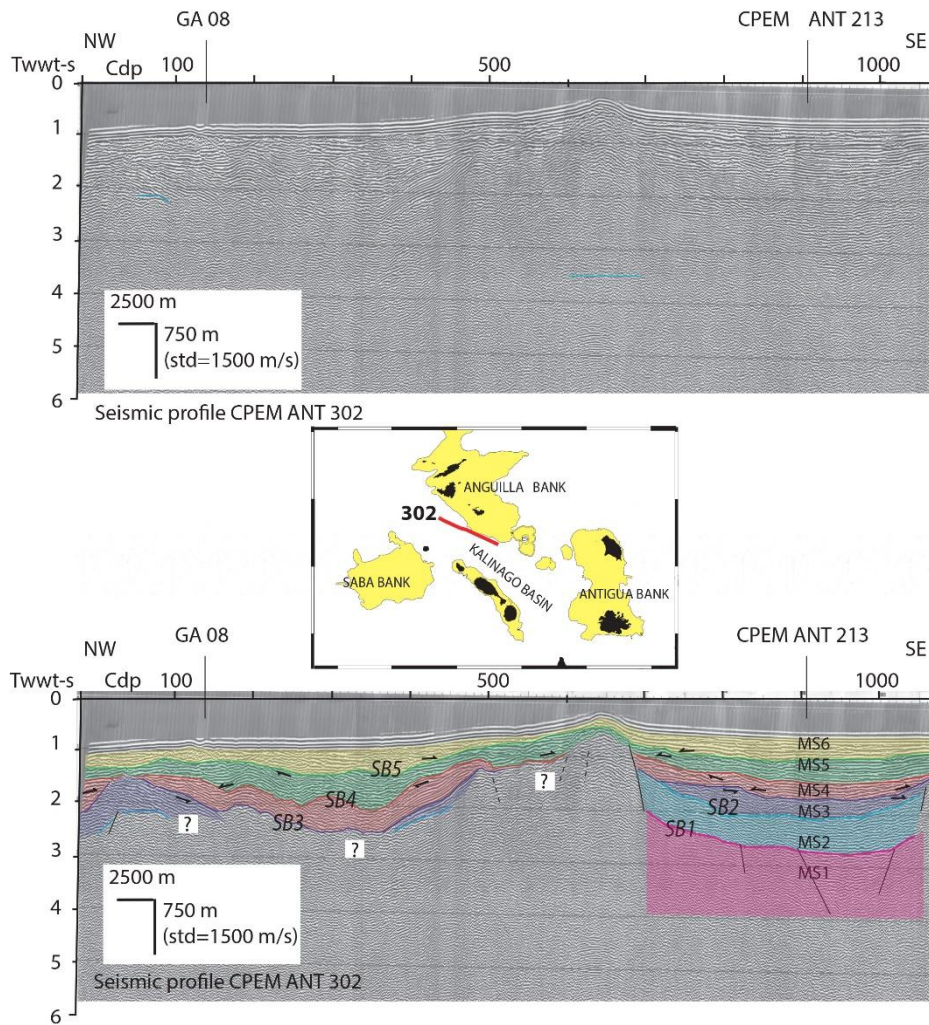 GA 08 CPEM ANT 213
NW SE
Twwt-s Cdp 100 500 1000
0
1
2
3
4
5
6
2500 m
750 m
(std=1500 m/s)
Seismic profile CPEM ANT 302
ANGUILLA BANK
302
KALINAGO BASIN
SABA BANK
ANTIGUA BANK
GA 08 CPEM ANT 213
NW SE
Twwt-s Cdp 100 500 1000
0
1
2
3
4
5
6
MS6
SB5
MS5
?
MS4
SB4
SB2
MS3
SB3
?
SB1
MS2
?
MS1
2500 m
750 m
(std=1500 m/s)
Seismic profile CPEM ANT 302